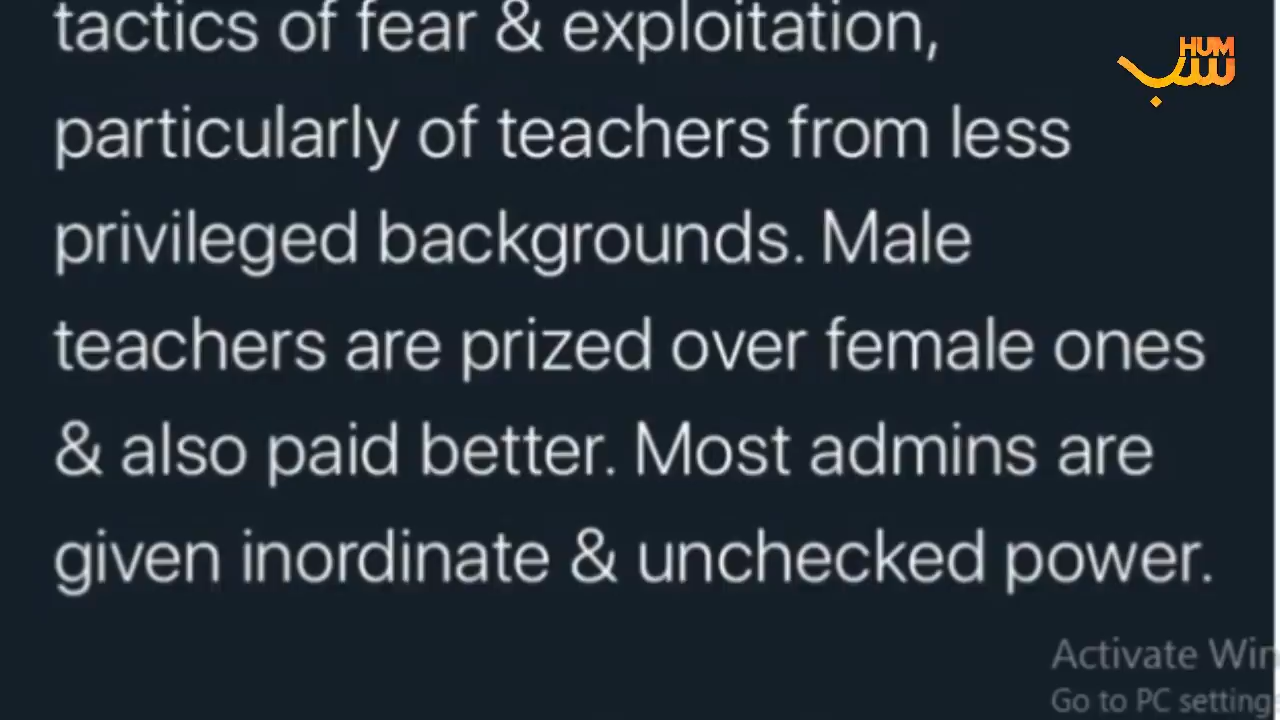 tactics of fear & exploitation,
particularly of teachers from less
privileged backgrounds. Male
teachers are prized over female ones
& also paid better. Most admins are
given inordinate & unchecked power.
HUM
سب
Activate Win
Go to PC setting